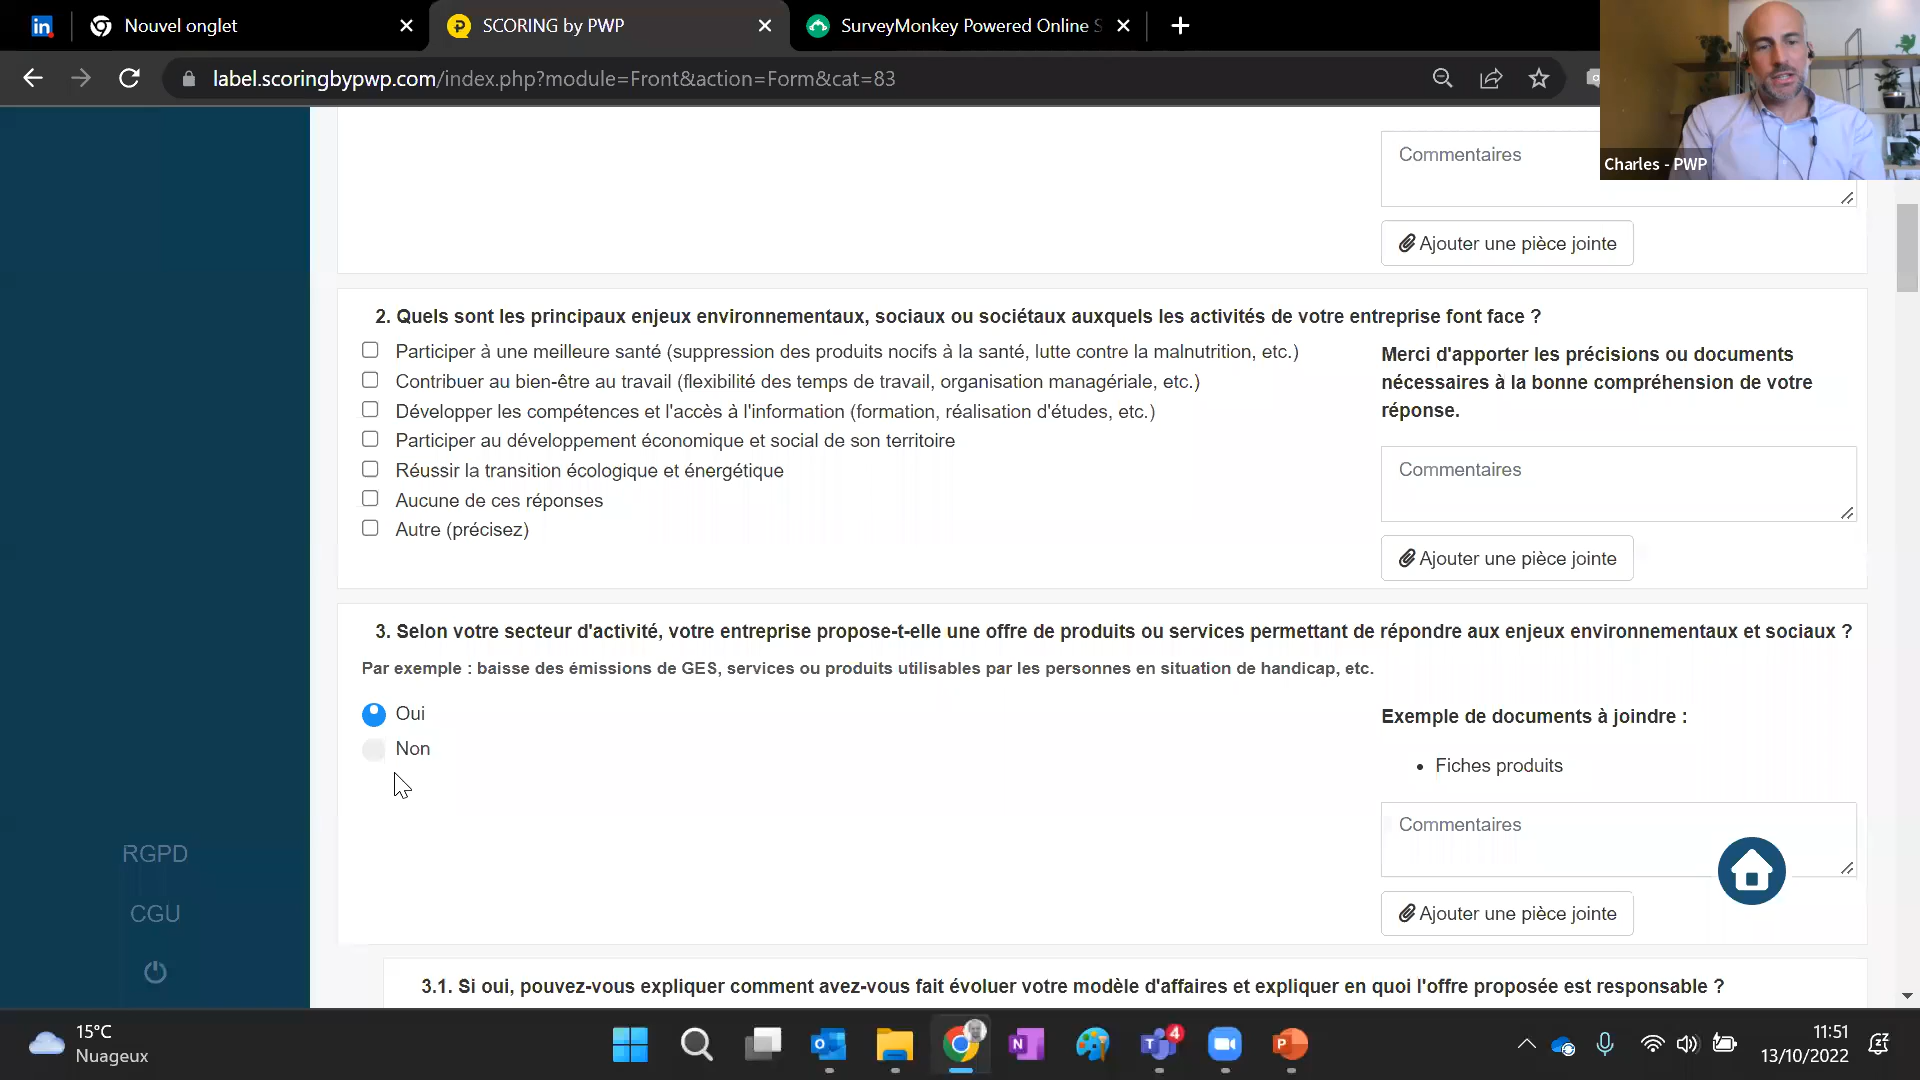 Nouvel onglet
SCORING by PWP
SurveyMonkey Powered Online S
label.scoringbypwp.com/index.php?module=Front&action=Form&cat=83
Charles - PWP
Commentaires
Ajouter une pièce jointe
2. Quels sont les principaux enjeux environnementaux, sociaux ou sociétaux auxquels les activités de votre entreprise font face ?
Participer à une meilleure santé (suppression des produits nocifs à la santé, lutte contre la malnutrition, etc.)
Contribuer au bien-être au travail (flexibilité des temps de travail, organisation managériale, etc.)
Développer les compétences et l'accès à l'information (formation, réalisation d'études, etc.)
Participer au développement économique et social de son territoire
Réussir la transition écologique et énergétique
Aucune de ces réponses
Autre (précisez)
Merci d'apporter les précisions ou documents
nécessaires à la bonne compréhension de votre
réponse.
Commentaires
Ajouter une pièce jointe
3. Selon votre secteur d'activité, votre entreprise propose-t-elle une offre de produits ou services permettant de répondre aux enjeux environnementaux et sociaux ?
Par exemple : baisse des émissions de GES, services ou produits utilisables par les personnes en situation de handicap, etc.
Oui
Non
Exemple de documents à joindre :
Fiches produits
Commentaires
Ajouter une pièce jointe
3.1. Si oui, pouvez-vous expliquer comment avez-vous fait évoluer votre modèle d'affaires et expliquer en quoi l'offre proposée est responsable ?
RGPD
CGU
15°C
Nuageux
4
11:51
13/10/2022